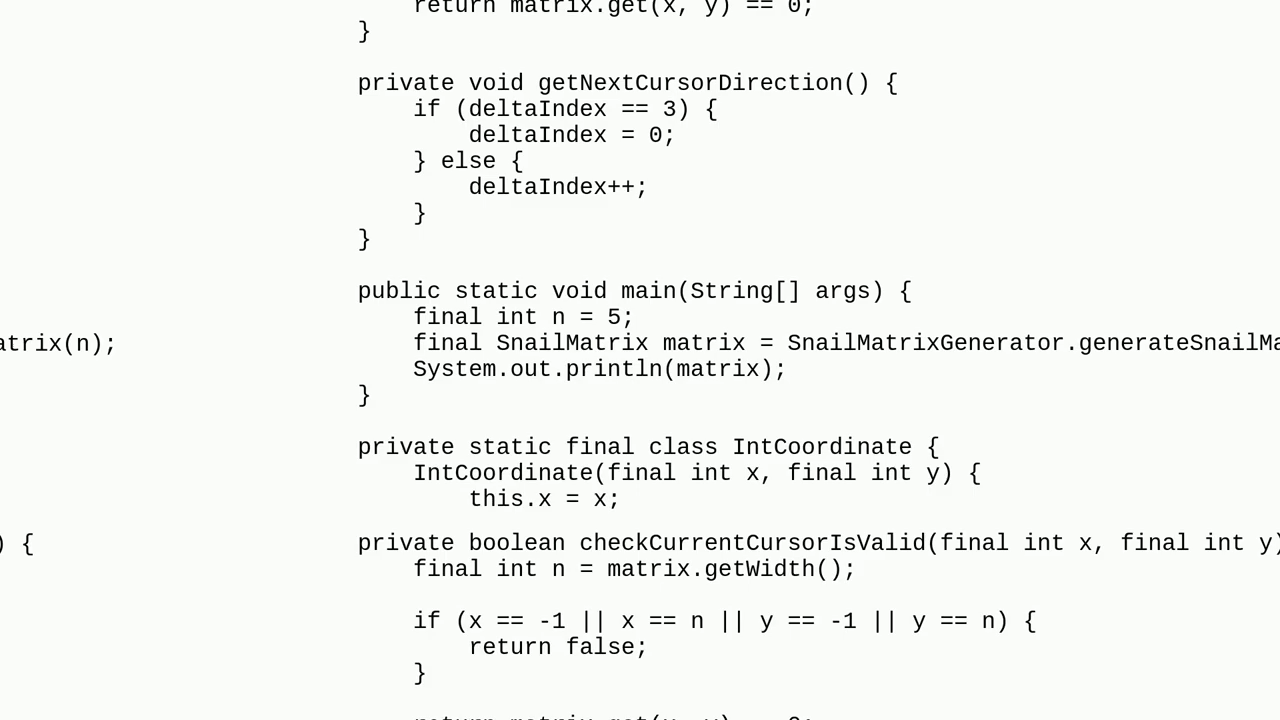 return matrix.get(x, y) == 0;
}
private void getNextCursorDirection() {
if (deltaIndex == 3) {
deltaIndex = 0;
} else {
deltaIndex++;
}
}
public static void main(String[] args) {
final int n = 5;
atrix(n); final SnailMatrix matrix = SnailMatrixGenerator.generateSnailMa
System.out.println(matrix);
}
private static final class IntCoordinate {
IntCoordinate(final int x, final int y) {
this.x = x;
) { private boolean checkCurrentCursorIsValid(final int x, final int y)
final int n = matrix.getWidth();
if (x == -1 || x == n || y == -1 || y == n) {
return false;
}